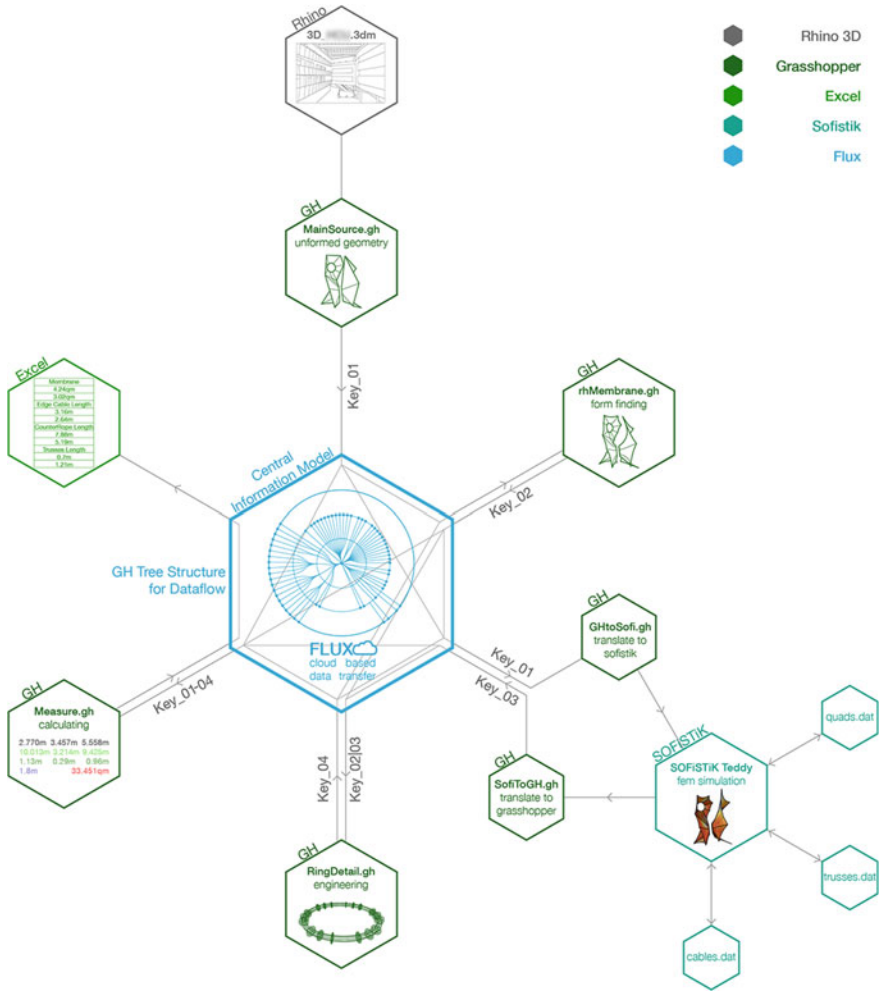 Rhino
3D_ .3dm
Rhino 3D
Grasshopper
Excel
Sofistik
Flux
GH
MainSource.gh
unformed geometry
Key_01
Excel
Membrane
4.24qm
3.02qm
Edge Cable Length
3.16m
2.64m
CounterRope Length
7.88m
5.19m
Trusses Length
0.7m
1.21m
GH
rhMembrane.gh
form finding
Key_02
Central
Information Model
GH Tree Structure
for Dataflow
FLUX
cloud based
data transfer
GH
GHtoSofi.gh
translate to
sofistik
Key_01
Key_03
GH
Measure.gh
calculating
2.770m 3.457m 5.558m
10.013m 3.214m 9.425m
1.13m 0.29m 0.96m
1.8m 33.451qm
Key_01-04
Key_04
Key_02|03
GH
SofiToGH.gh
translate to
grasshopper
SOFiSTiK
SOFiSTiK Teddy
fem simulation
quads.dat
trusses.dat
cables.dat
GH
RingDetail.gh
engineering